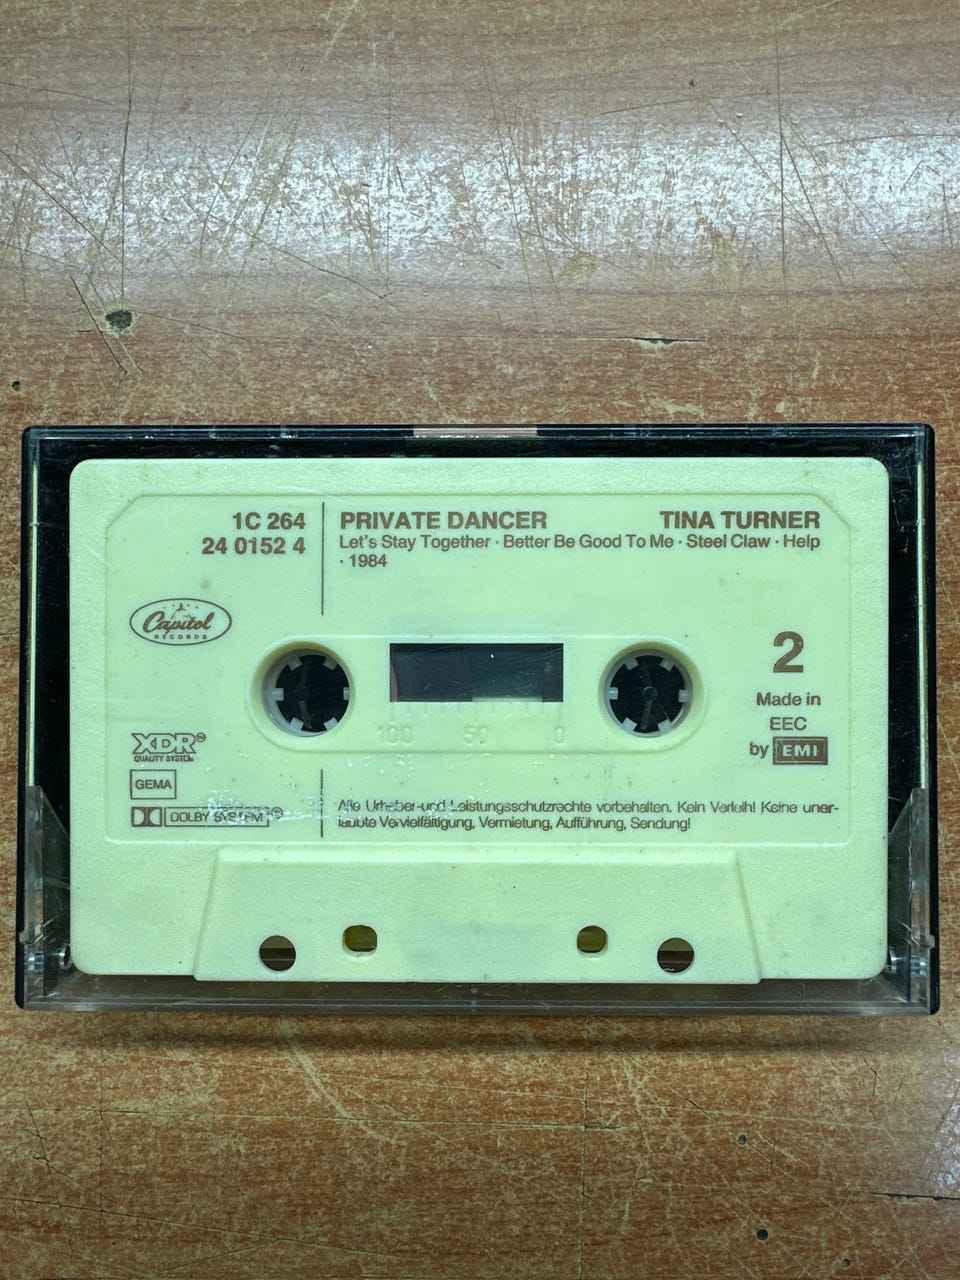 1C 264
24 0152 4
PRIVATE DANCER TINA TURNER
Let's Stay Together · Better Be Good To Me · Steel Claw · Help
· 1984
Capitol
RECORDS
2
Made in
EEC
by EMI
100 50 0
XDR
QUALITY SYSTEM
GEMA
DOLBY SYSTEM ®
Alle Urheber-und Leistungsschutzrechte vorbehalten. Kein Verleih! Keine uner-
laubte Vervielfältigung, Vermietung, Aufführung, Sendung!